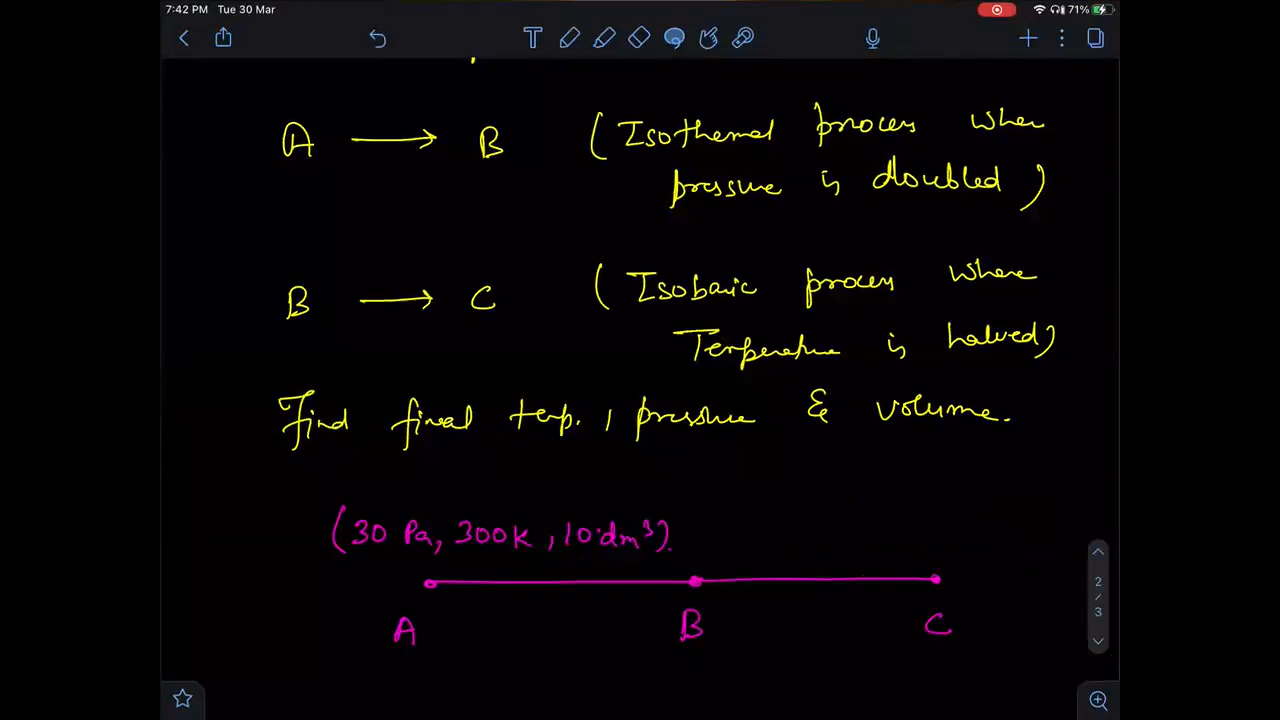 7:42 PM Tue 30 Mar
71%
A → B (Isothermal process when
pressure is doubled)
B → C (Isobaric process where
Temperature is halved)
Find final temp., pressure & volume.
(30 Pa, 300K, 10 dm³).
A B C
2
/
3